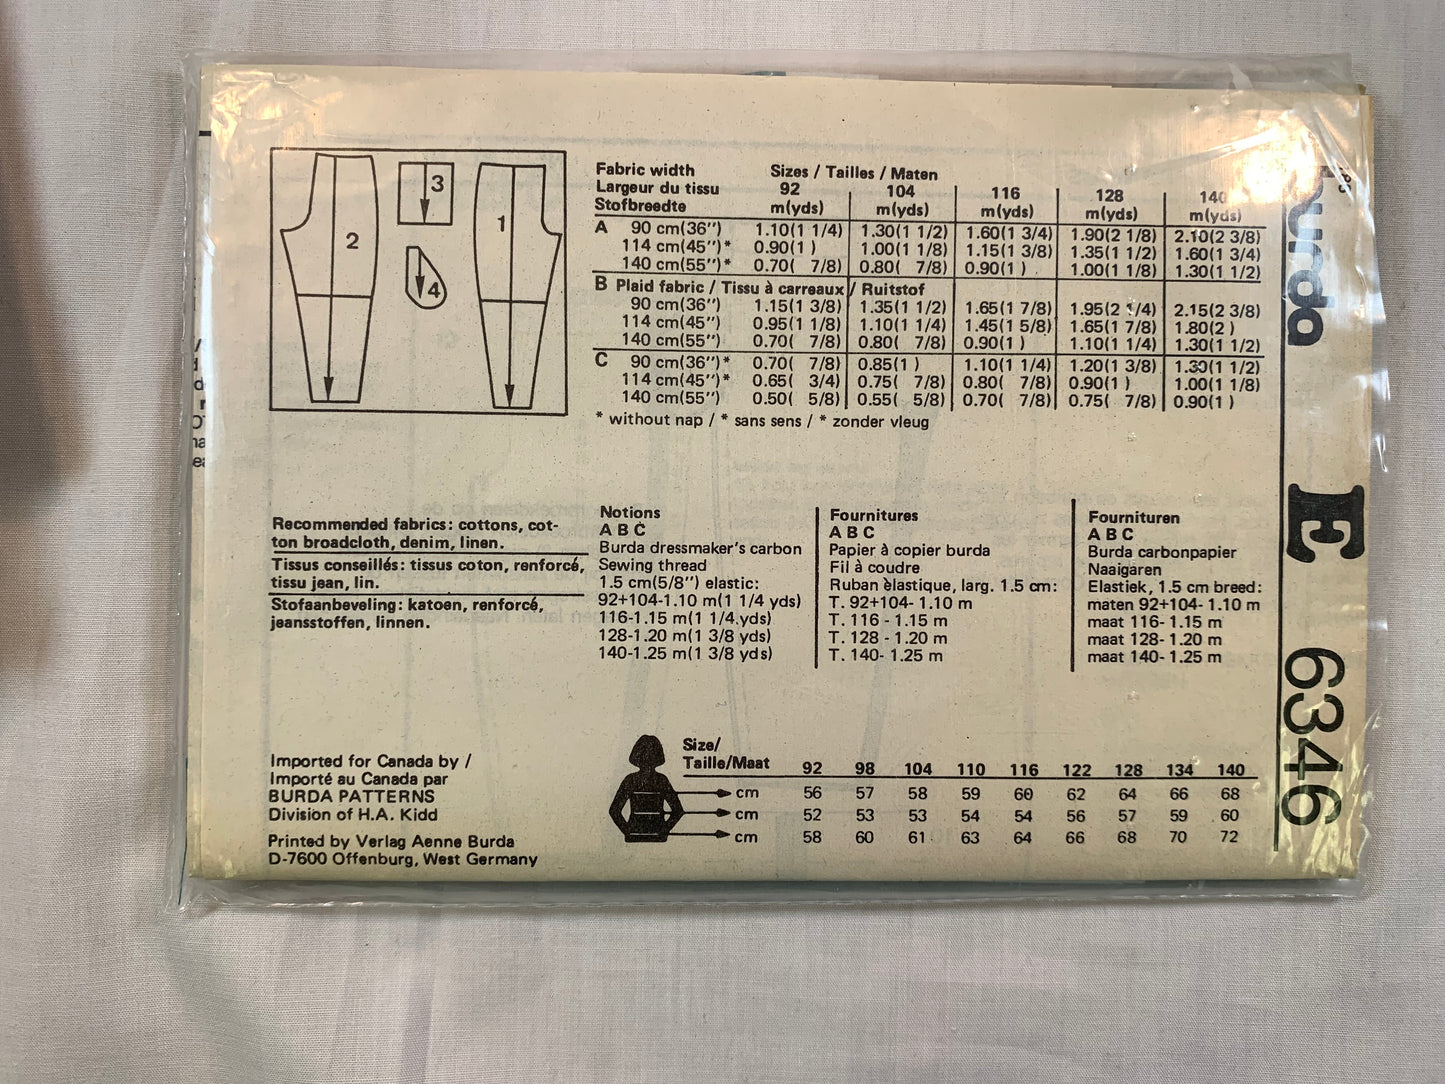 2
3
4
1
Fabric width Sizes / Tailles / Maten
Largeur du tissu 92 104 116 128 140
Stofbreedte m(yds) m(yds) m(yds) m(yds) m(yds)
A 90 cm(36") 1.10(1 1/4) 1.30(1 1/2) 1.60(1 3/4) 1.90(2 1/8) 2.10(2 3/8)
114 cm(45")* 0.90(1 ) 1.00(1 1/8) 1.15(1 3/8) 1.35(1 1/2) 1.60(1 3/4)
140 cm(55")* 0.70( 7/8) 0.80( 7/8) 0.90(1 ) 1.00(1 1/8) 1.30(1 1/2)
B Plaid fabric / Tissu à carreaux / Ruitstof
90 cm(36") 1.15(1 3/8) 1.35(1 1/2) 1.65(1 7/8) 1.95(2 1/4) 2.15(2 3/8)
114 cm(45") 0.95(1 1/8) 1.10(1 1/4) 1.45(1 5/8) 1.65(1 7/8) 1.80(2 )
140 cm(55") 0.70( 7/8) 0.80( 7/8) 0.90(1 ) 1.10(1 1/4) 1.30(1 1/2)
C 90 cm(36")* 0.70( 7/8) 0.85(1 ) 1.10(1 1/4) 1.20(1 3/8) 1.30(1 1/2)
114 cm(45")* 0.65( 3/4) 0.75( 7/8) 0.80( 7/8) 0.90(1 ) 1.00(1 1/8)
140 cm(55") 0.50( 5/8) 0.55( 5/8) 0.70( 7/8) 0.75( 7/8) 0.90(1 )
* without nap / * sans sens / * zonder vleug
Recommended fabrics: cottons, cot-
ton broadcloth, denim, linen.
Tissus conseillés: tissus coton, renforcé,
tissu jean, lin.
Stofaanbeveling: katoen, renforcé,
jeansstoffen, linnen.
Notions
A B C
Burda dressmaker's carbon
Sewing thread
1.5 cm(5/8") elastic:
92+104-1.10 m(1 1/4 yds)
116-1.15 m(1 1/4 yds)
128-1.20 m(1 3/8 yds)
140-1.25 m(1 3/8 yds)
Fournitures
A B C
Papier à copier burda
Fil à coudre
Ruban èlastique, larg. 1.5 cm:
T. 92+104- 1.10 m
T. 116 - 1.15 m
T. 128 - 1.20 m
T. 140- 1.25 m
Fournituren
A B C
Burda carbonpapier
Naaigaren
Elastiek, 1.5 cm breed:
maten 92+104- 1.10 m
maat 116- 1.15 m
maat 128- 1.20 m
maat 140- 1.25 m
Imported for Canada by /
Importé au Canada par
BURDA PATTERNS
Division of H.A. Kidd
Printed by Verlag Aenne Burda
D-7600 Offenburg, West Germany
Size/
Taille/Maat 92 98 104 110 116 122 128 134 140
cm 56 57 58 59 60 62 64 66 68
cm 52 53 53 54 54 56 57 59 60
cm 58 60 61 63 64 66 68 70 72
burda
E
6346